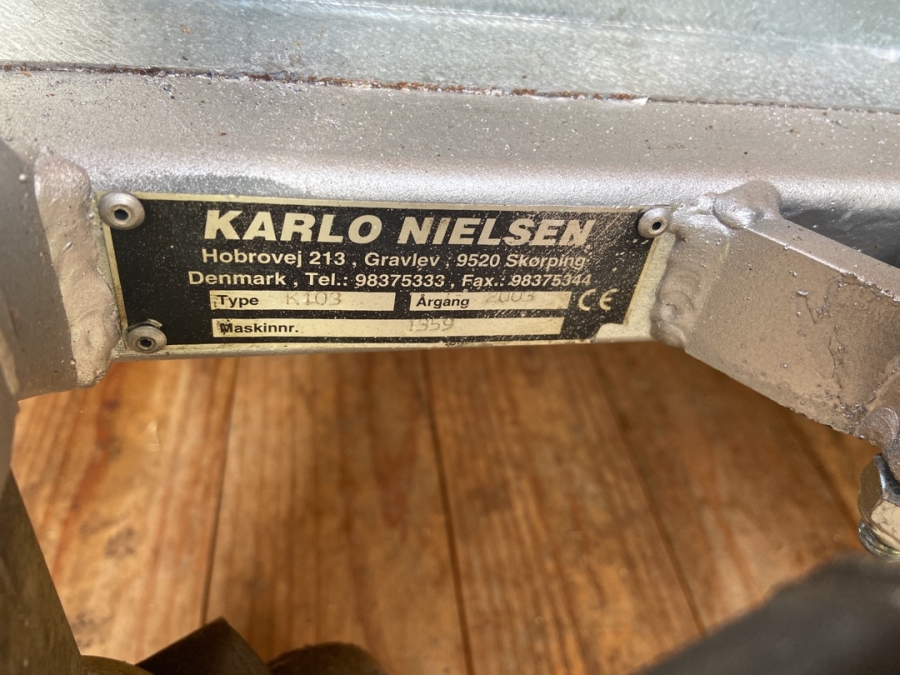 KARLO NIELSEN
Hobrovej 213 , Gravlev , 9520 Skørping
Denmark , Tel.: 98375333 , Fax.: 98375344
Type K103 Årgang 2003 CE
Maskinnr. 1359